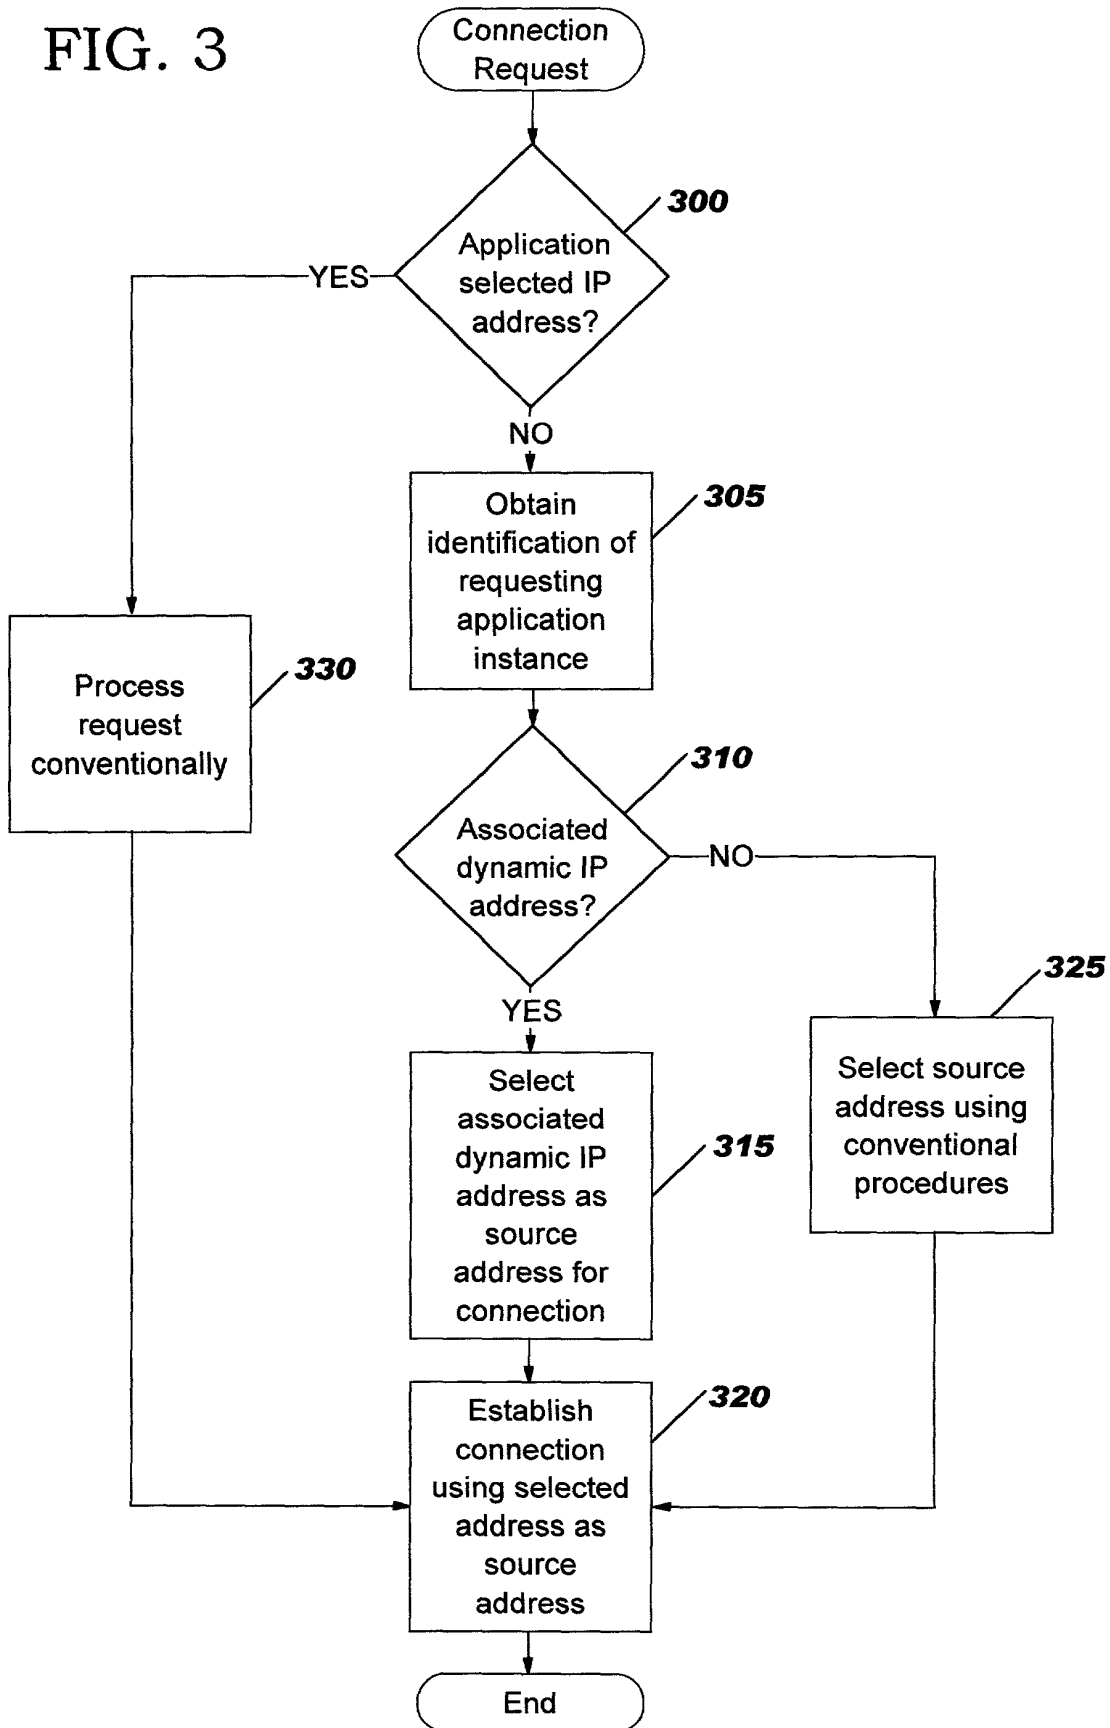 FIG. 3
Connection
Request
300
Application
selected IP
address?
YES
NO
305
Obtain
identification of
requesting
application
instance
330
Process
request
conventionally
310
Associated
dynamic IP
address?
NO
YES
325
Select source
address using
conventional
procedures
Select
associated
dynamic IP
address as
source
address for
connection
315
320
Establish
connection
using selected
address as
source
address
End